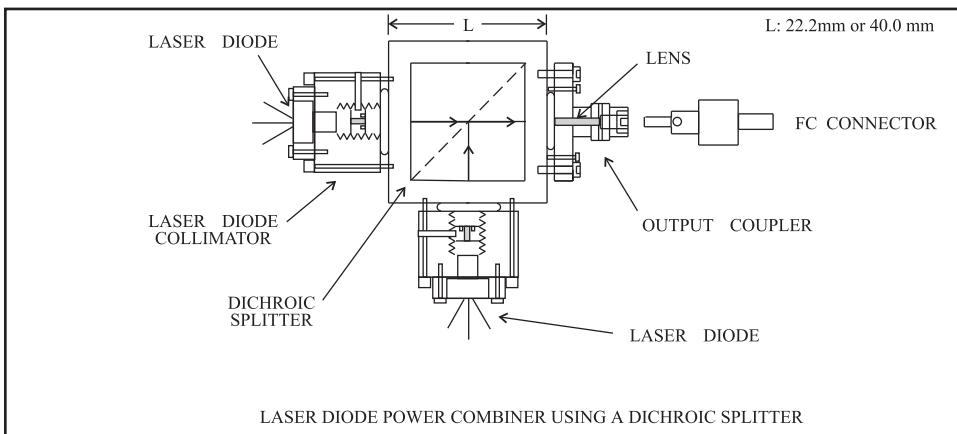 L
L: 22.2mm or 40.0 mm
LASER DIODE
LENS
FC CONNECTOR
LASER DIODE
COLLIMATOR
OUTPUT COUPLER
DICHROIC
SPLITTER
LASER DIODE
LASER DIODE POWER COMBINER USING A DICHROIC SPLITTER